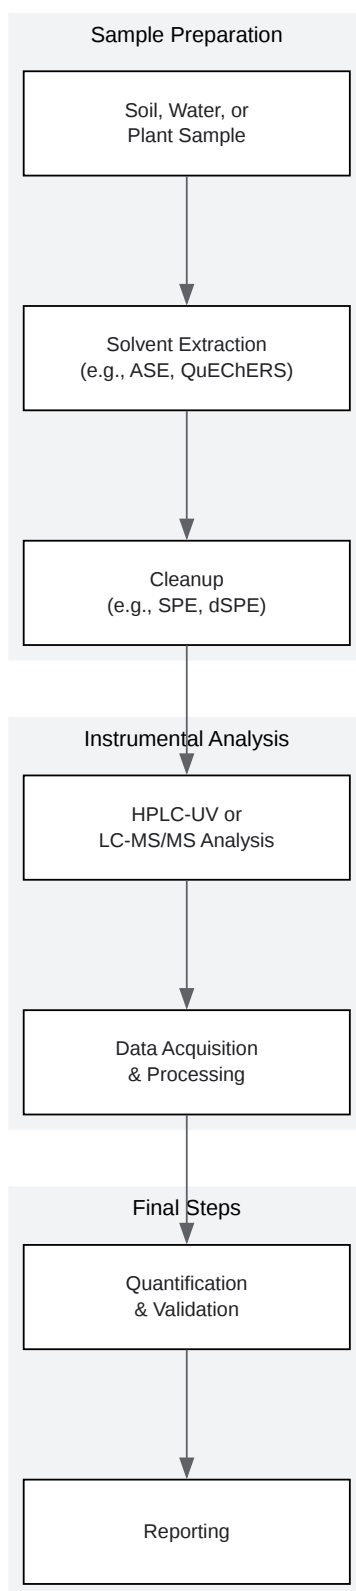 Sample Preparation
Soil, Water, or
Plant Sample
Solvent Extraction
(e.g., ASE, QuEChERS)
Cleanup
(e.g., SPE, dSPE)
Instrumental Analysis
HPLC-UV or
LC-MS/MS Analysis
Data Acquisition
& Processing
Final Steps
Quantification
& Validation
Reporting